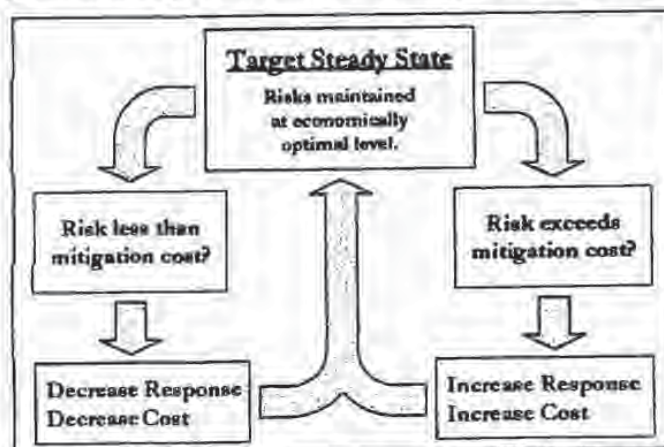 Target Steady State
Risks maintained
at economically
optimal level.
Risk less than
mitigation cost?
Risk exceeds
mitigation cost?
Decrease Response
Decrease Cost
Increase Response
Increase Cost